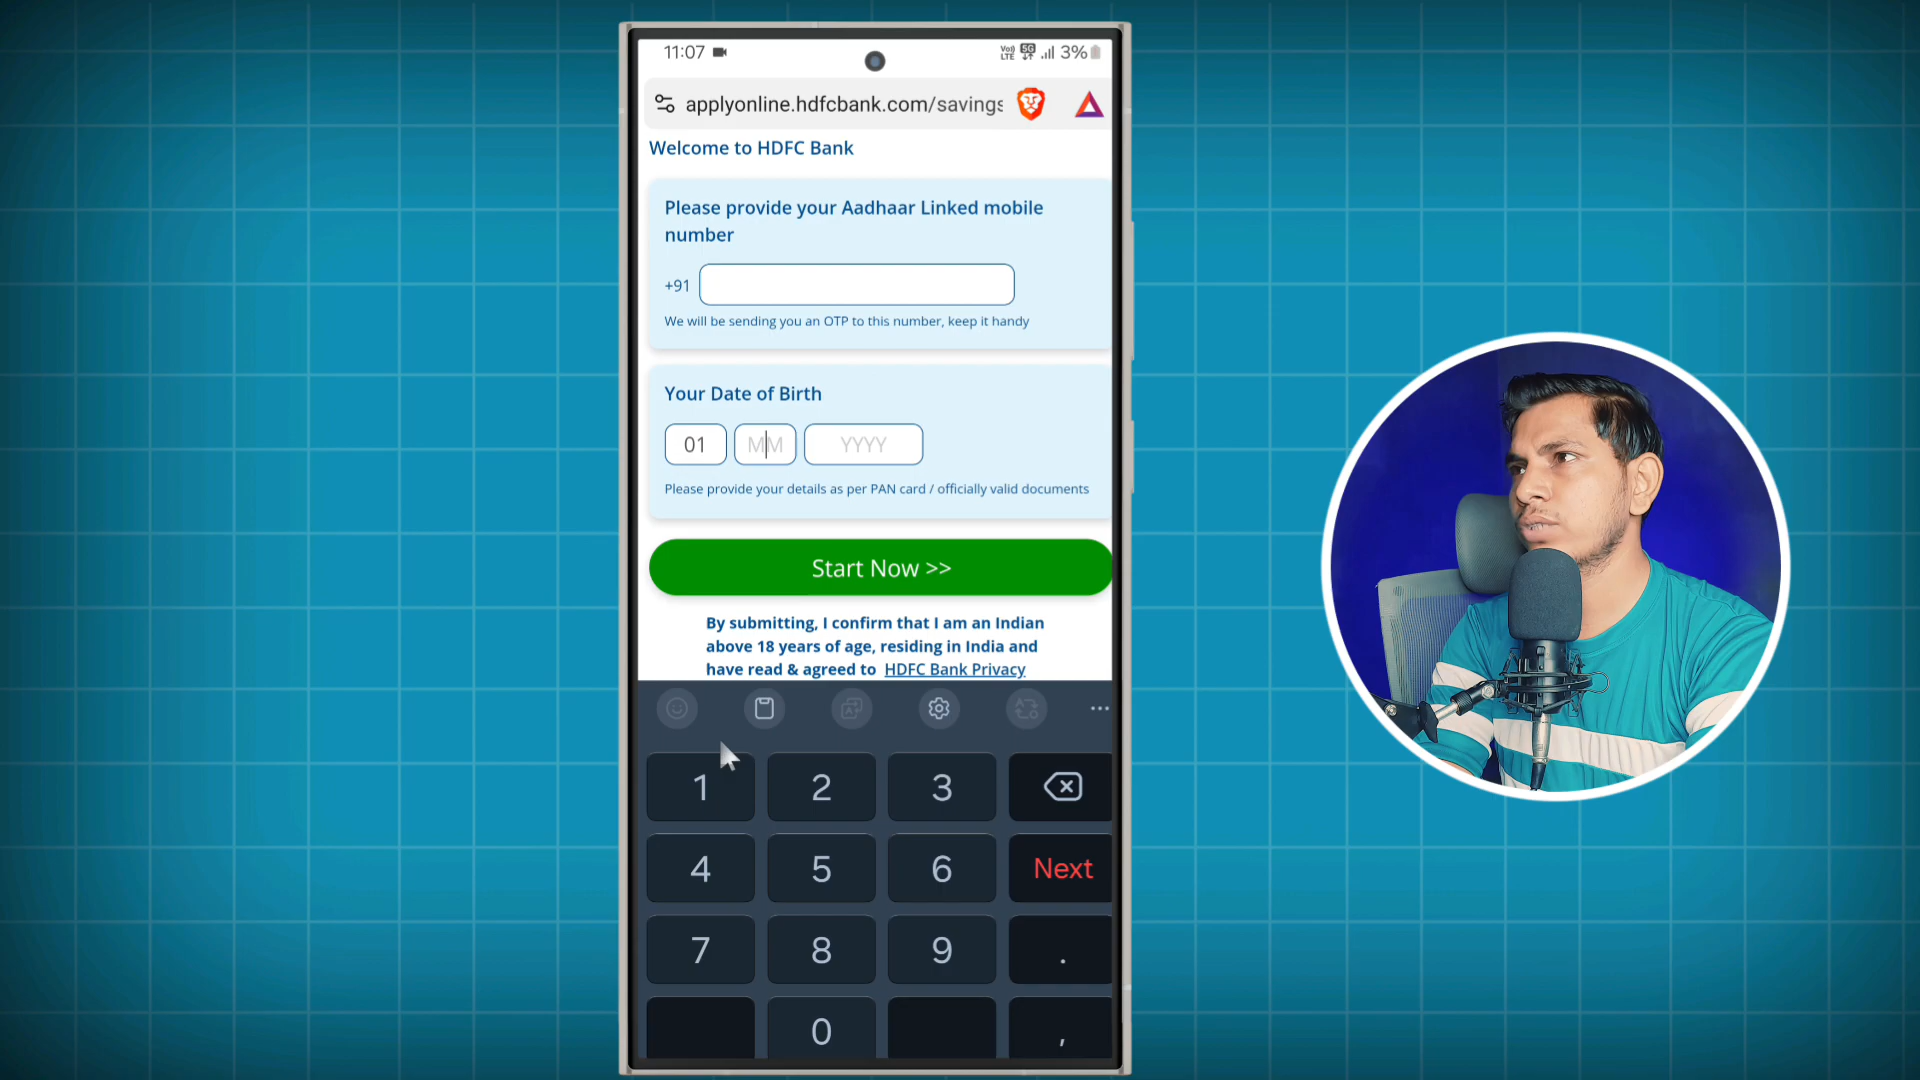 11:07 Vo)) LTE 5G 3%
applyonline.hdfcbank.com/savings
Welcome to HDFC Bank
Please provide your Aadhaar Linked mobile
number
+91
We will be sending you an OTP to this number, keep it handy
Your Date of Birth
01 MM YYYY
Please provide your details as per PAN card / officially valid documents
Start Now >>
By submitting, I confirm that I am an Indian
above 18 years of age, residing in India and
have read & agreed to HDFC Bank Privacy
1 2 3
4 5 6 Next
7 8 9 .
0 ,